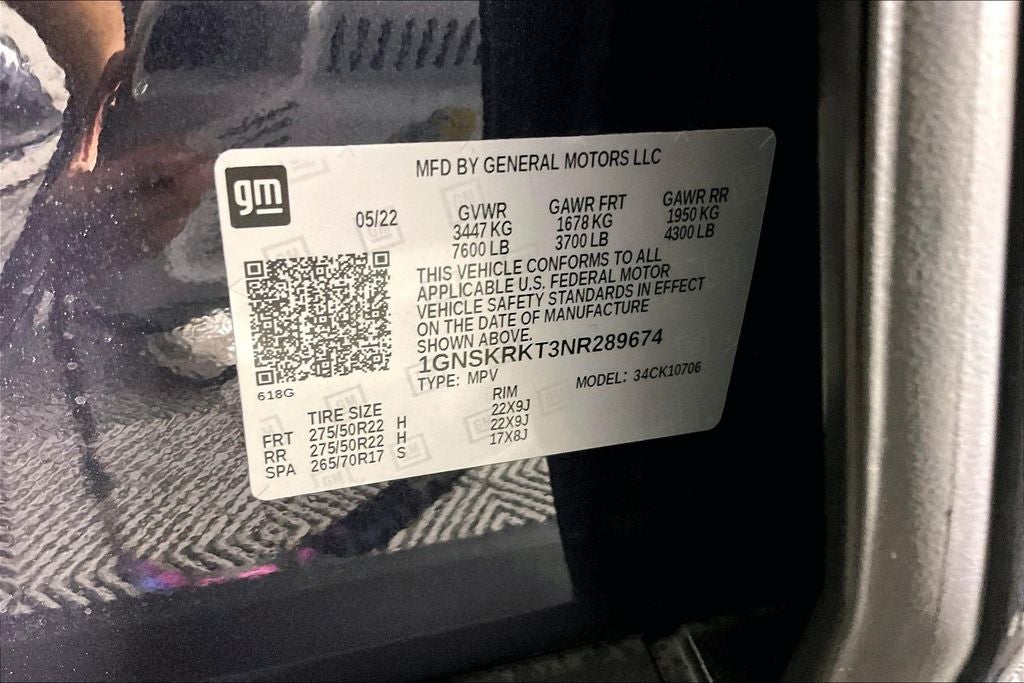 gm
MFD BY GENERAL MOTORS LLC
05/22
GVWR
3447 KG
7600 LB
GAWR FRT
1678 KG
3700 LB
GAWR RR
1950 KG
4300 LB
THIS VEHICLE CONFORMS TO ALL
APPLICABLE U.S. FEDERAL MOTOR
VEHICLE SAFETY STANDARDS IN EFFECT
ON THE DATE OF MANUFACTURE
SHOWN ABOVE.
1GNSKRKT3NR289674
TYPE: MPV
MODEL: 34CK10706
618G
TIRE SIZE
RIM
FRT 275/50R22 H 22X9J
RR 275/50R22 H 22X9J
SPA 265/70R17 S 17X8J